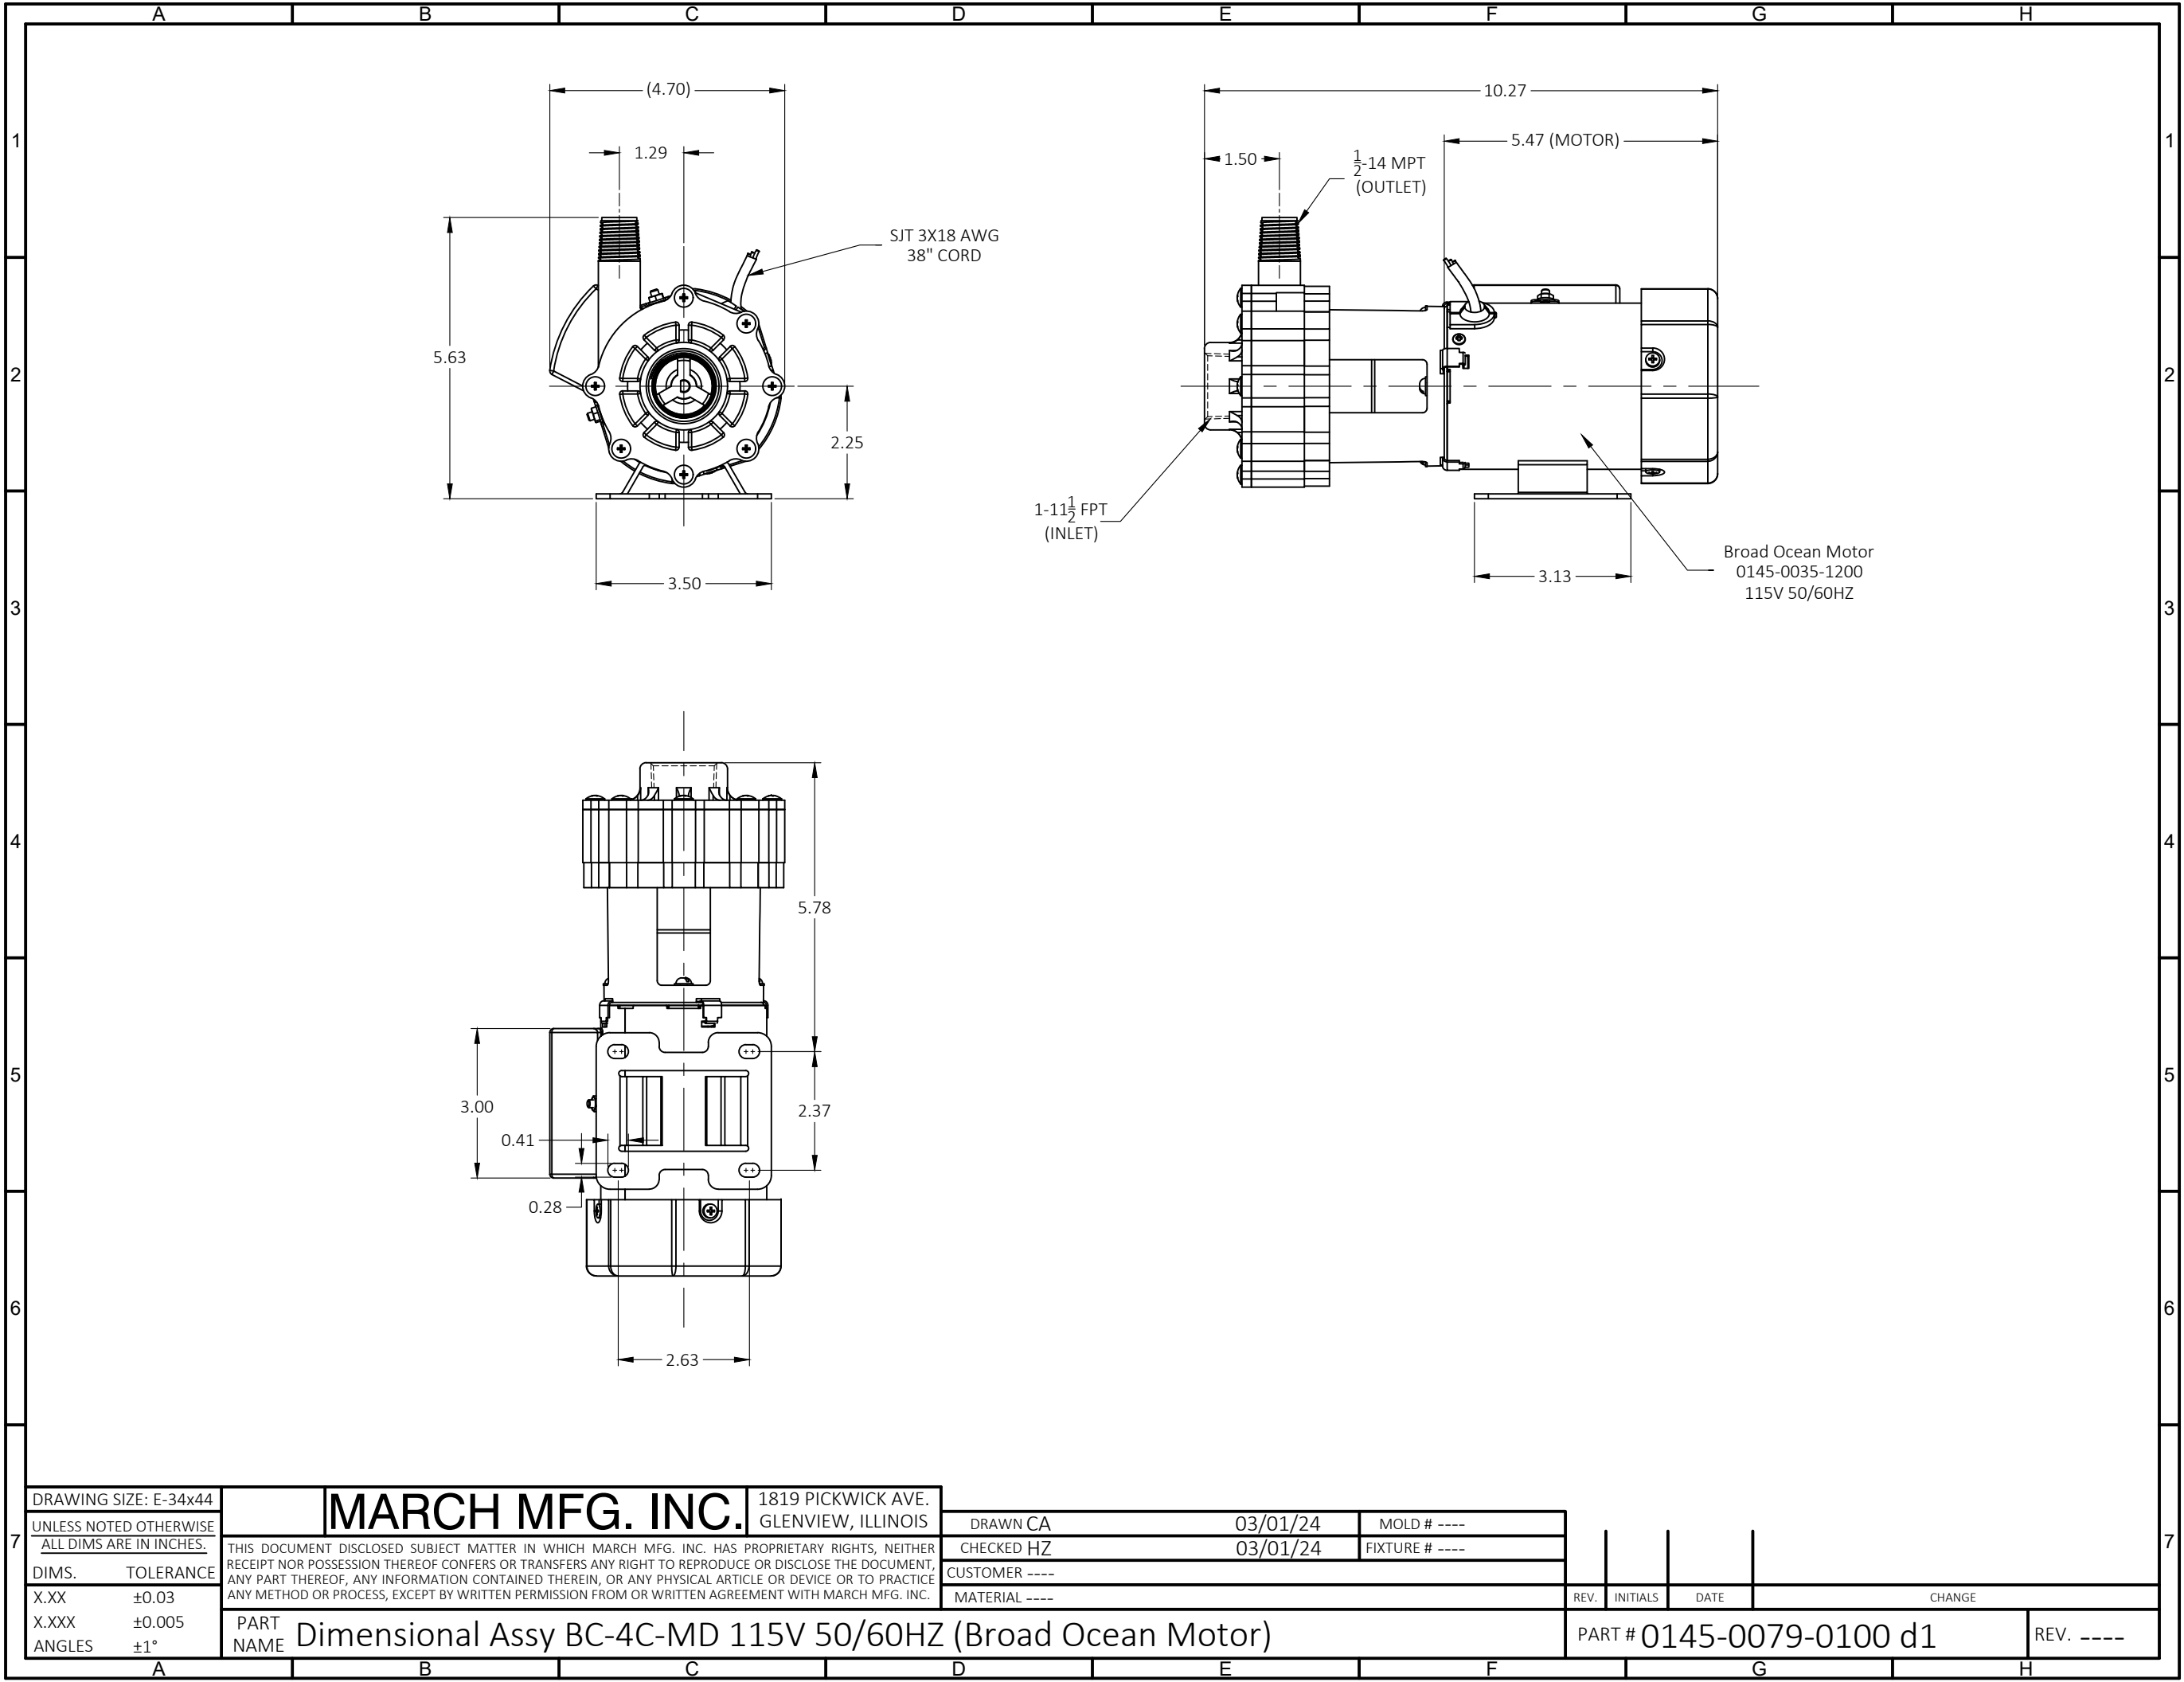 A B C D E F G H
1
2
3
4
5
6
7
1
2
3
4
5
6
7
(4.70)
1.29
5.63
SJT 3X18 AWG
38" CORD
2.25
3.50
10.27
5.47 (MOTOR)
1.50
1/2-14 MPT
(OUTLET)
1-11 1/2 FPT
(INLET)
3.13
Broad Ocean Motor
0145-0035-1200
115V 50/60HZ
5.78
3.00
2.37
0.41
0.28
2.63
DRAWING SIZE: E-34x44
UNLESS NOTED OTHERWISE
ALL DIMS ARE IN INCHES.
DIMS. TOLERANCE
X.XX ±0.03
X.XXX ±0.005
ANGLES ±1°
MARCH MFG. INC.
1819 PICKWICK AVE.
GLENVIEW, ILLINOIS
THIS DOCUMENT DISCLOSED SUBJECT MATTER IN WHICH MARCH MFG. INC. HAS PROPRIETARY RIGHTS, NEITHER
RECEIPT NOR POSSESSION THEREOF CONFERS OR TRANSFERS ANY RIGHT TO REPRODUCE OR DISCLOSE THE DOCUMENT,
ANY PART THEREOF, ANY INFORMATION CONTAINED THEREIN, OR ANY PHYSICAL ARTICLE OR DEVICE OR TO PRACTICE
ANY METHOD OR PROCESS, EXCEPT BY WRITTEN PERMISSION FROM OR WRITTEN AGREEMENT WITH MARCH MFG. INC.
PART NAME Dimensional Assy BC-4C-MD 115V 50/60HZ (Broad Ocean Motor)
DRAWN CA 03/01/24 MOLD # ----
CHECKED HZ 03/01/24 FIXTURE # ----
CUSTOMER ----
MATERIAL ----
REV. INITIALS DATE CHANGE
PART # 0145-0079-0100 d1 REV. ----
A B C D E F G H